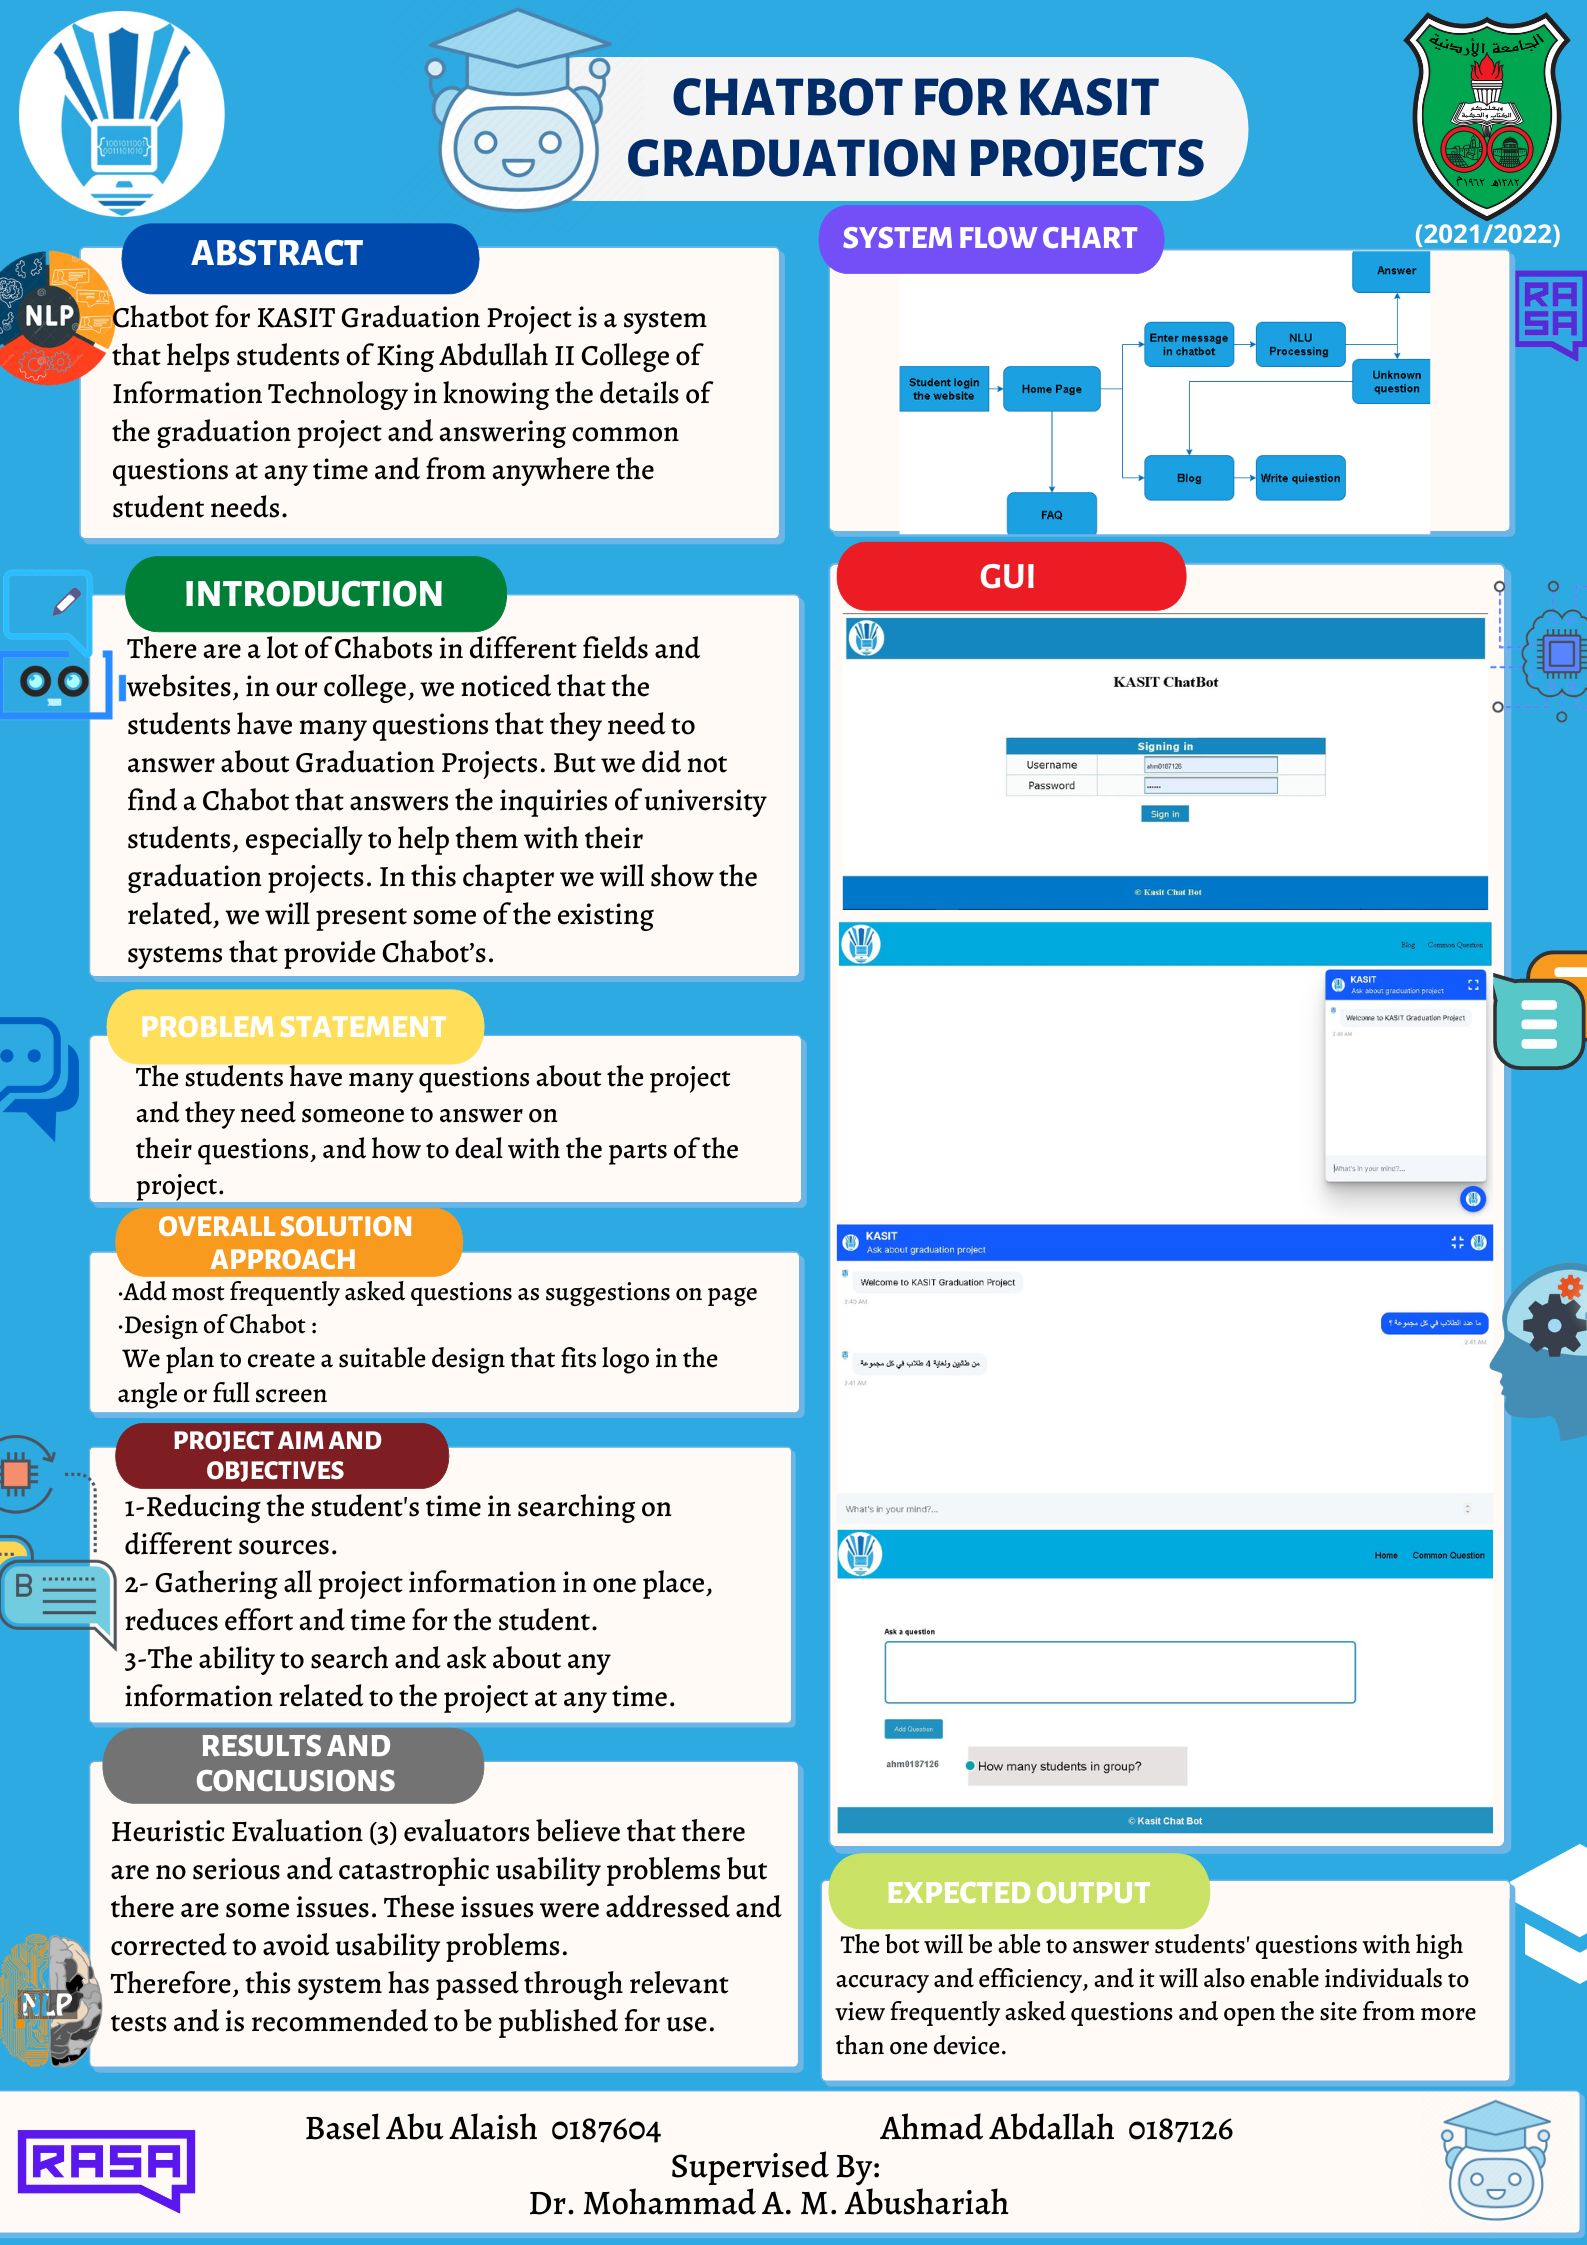 CHATBOT FOR KASIT
GRADUATION PROJECTS
الجامعة الأردنية
(2021/2022)
{100101100
0011101010}
ABSTRACT
NLP
Chatbot for KASIT Graduation Project is a system
that helps students of King Abdullah II College of
Information Technology in knowing the details of
the graduation project and answering common
questions at any time and from anywhere the
student needs.
INTRODUCTION
There are a lot of Chabots in different fields and
websites, in our college, we noticed that the
students have many questions that they need to
answer about Graduation Projects. But we did not
find a Chabot that answers the inquiries of university
students, especially to help them with their
graduation projects. In this chapter we will show the
related, we will present some of the existing
systems that provide Chabot’s.
PROBLEM STATEMENT
The students have many questions about the project
and they need someone to answer on
their questions, and how to deal with the parts of the
project.
OVERALL SOLUTION
APPROACH
·Add most frequently asked questions as suggestions on page
·Design of Chabot :
We plan to create a suitable design that fits logo in the
angle or full screen
PROJECT AIM AND
OBJECTIVES
1-Reducing the student's time in searching on
different sources.
2- Gathering all project information in one place,
reduces effort and time for the student.
3-The ability to search and ask about any
information related to the project at any time.
B
RESULTS AND
CONCLUSIONS
Heuristic Evaluation (3) evaluators believe that there
are no serious and catastrophic usability problems but
there are some issues. These issues were addressed and
corrected to avoid usability problems.
Therefore, this system has passed through relevant
tests and is recommended to be published for use.
NLP
SYSTEM FLOW CHART
RASA
Answer
Enter message
in chatbot
NLU
Processing
Student login
the website
Home Page
Unknown
question
Blog
Write quiestion
FAQ
GUI
KASIT ChatBot
Signing in
Username
ahm0187126
Password
••••••
Sign in
© Kasit Chat Bot
Blog Common Question
KASIT
Ask about graduation project
Welcome to KASIT Graduation Project
2:40 AM
What's in your mind?...
KASIT
Ask about graduation project
Welcome to KASIT Graduation Project
2:40 AM
ما عدد الطلاب في كل مجموعة ؟
2:41 AM
من طالبين ولغاية 4 طلاب في كل مجموعة
2:41 AM
What's in your mind?...
Home Common Question
Ask a question
Add Question
ahm0187126
How many students in group?
© Kasit Chat Bot
EXPECTED OUTPUT
The bot will be able to answer students' questions with high
accuracy and efficiency, and it will also enable individuals to
view frequently asked questions and open the site from more
than one device.
Basel Abu Alaish 0187604
Ahmad Abdallah 0187126
Supervised By:
Dr. Mohammad A. M. Abushariah
RASA